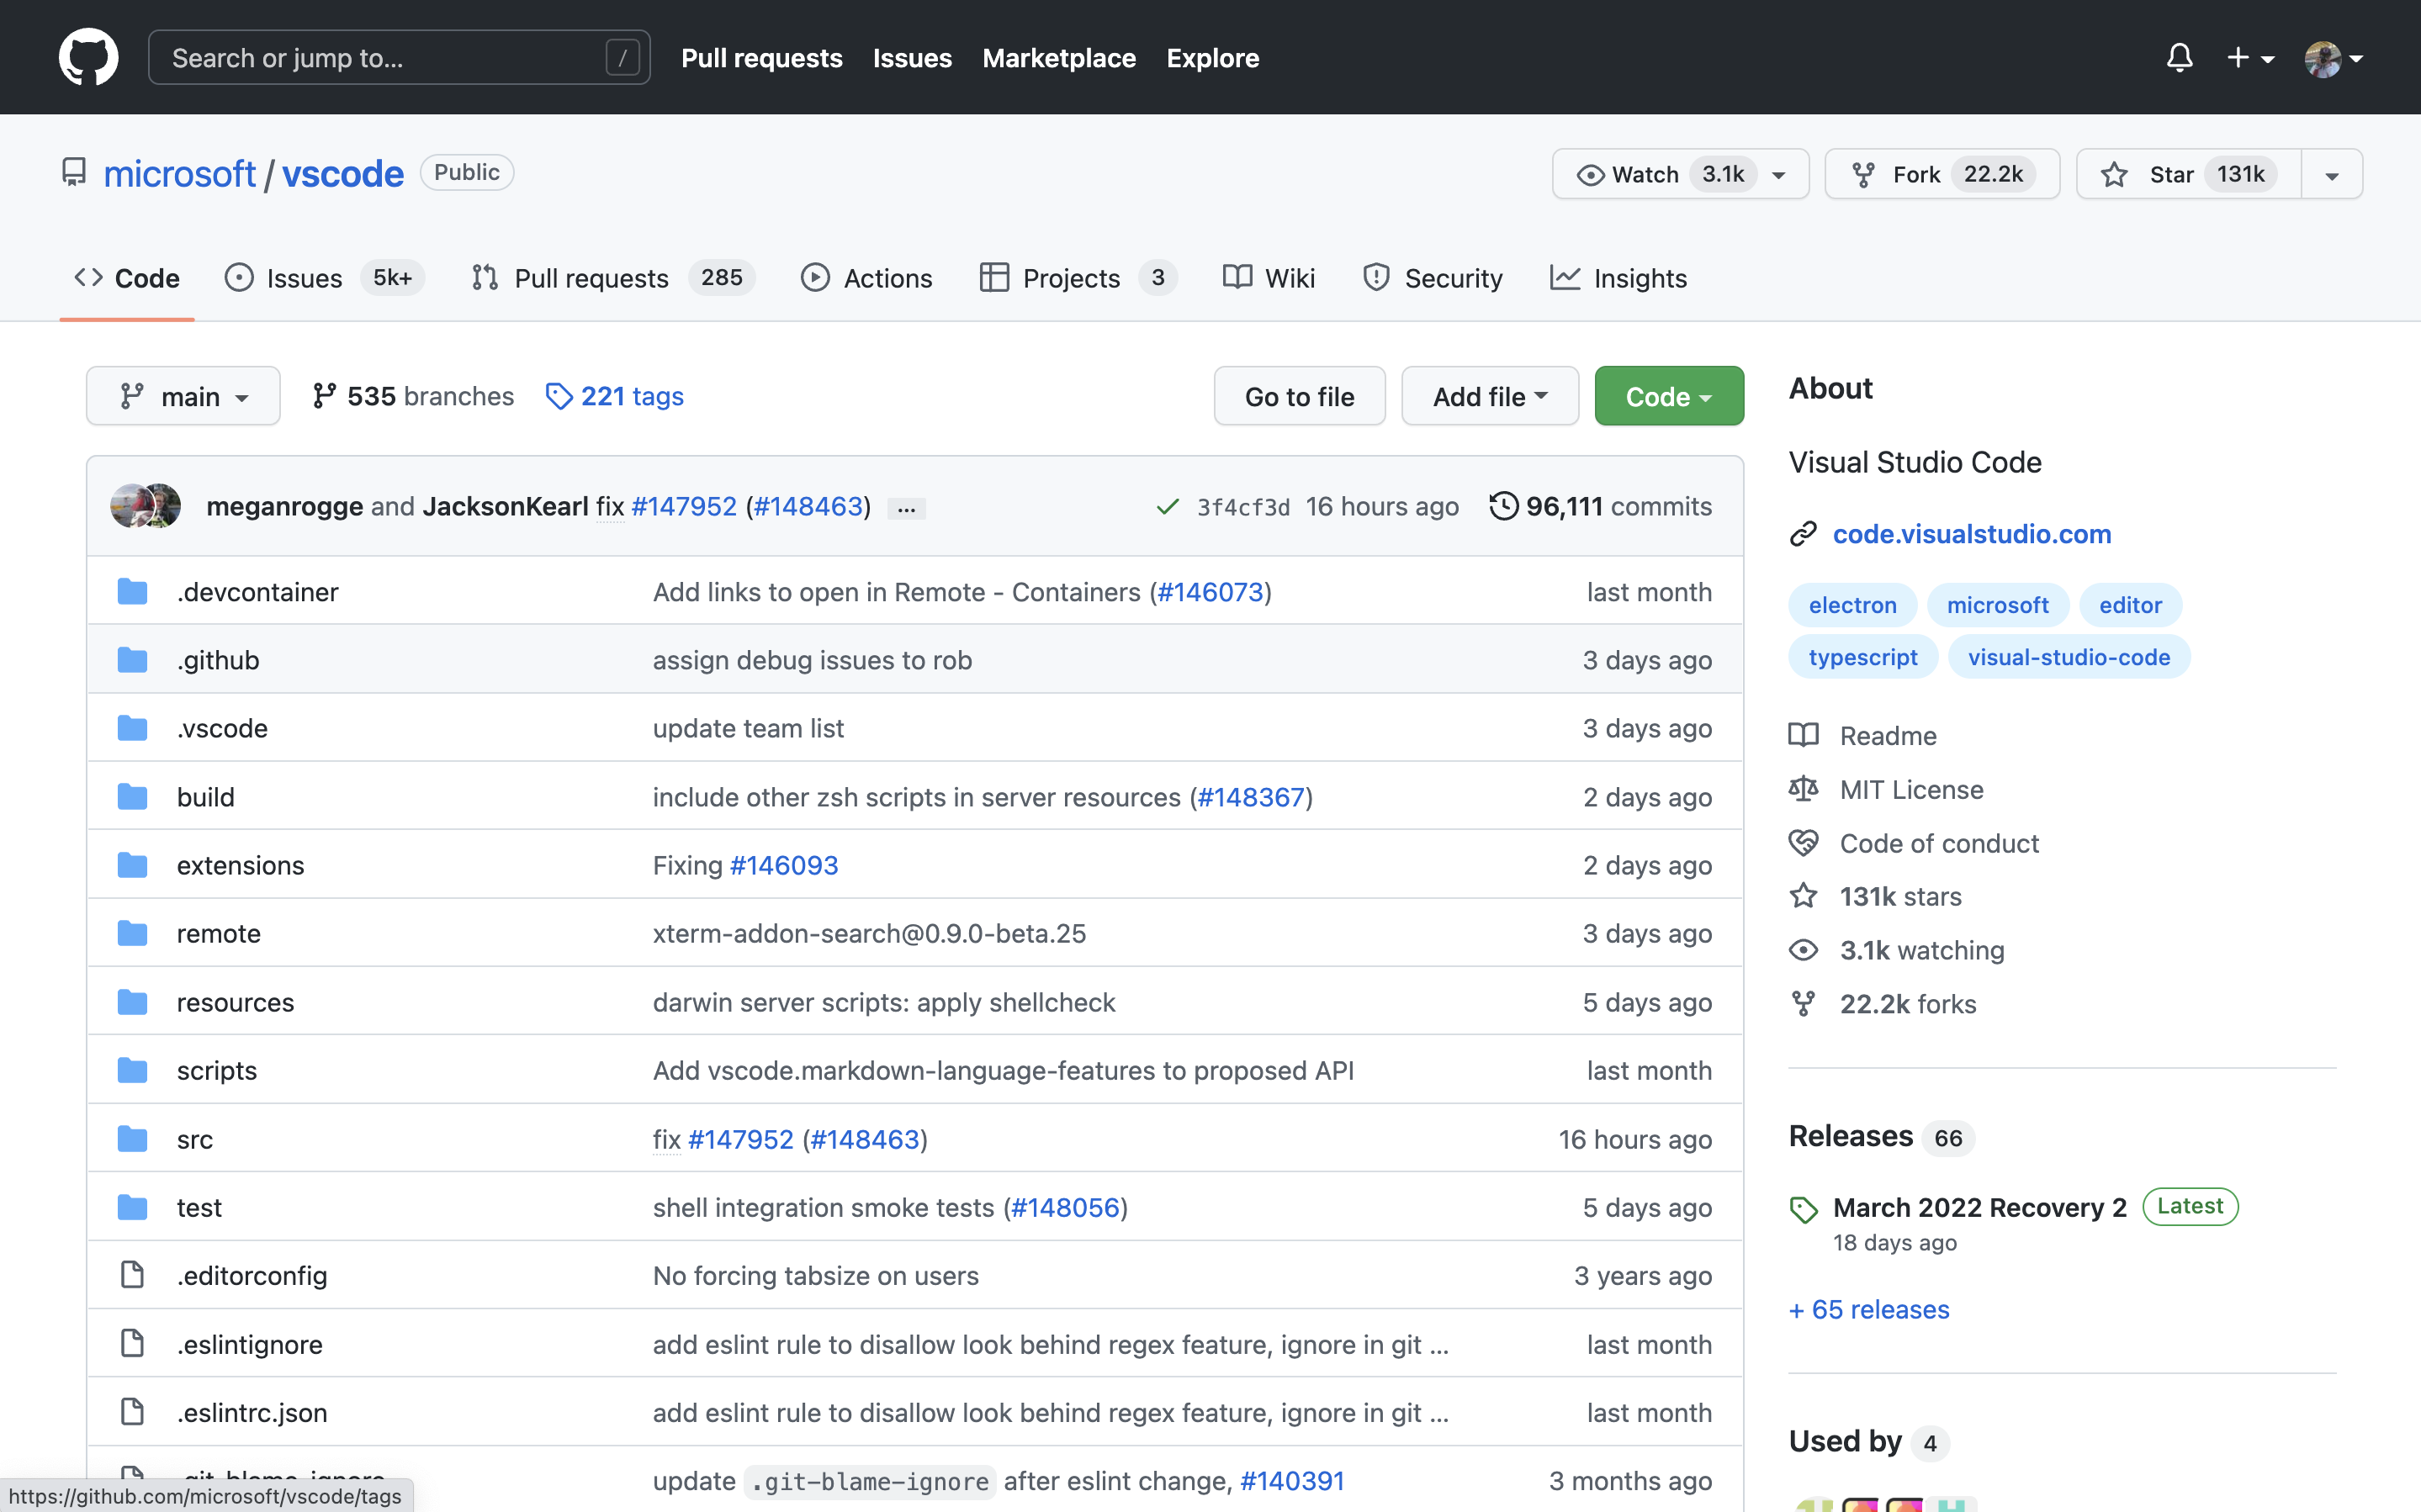 Search or jump to... /
Pull requests Issues Marketplace Explore
microsoft / vscode Public
Watch 3.1k Fork 22.2k Star 131k
Code Issues 5k+ Pull requests 285 Actions Projects 3 Wiki Security Insights
main 535 branches 221 tags Go to file Add file Code
meganrogge and JacksonKearl fix #147952 (#148463) ... 3f4cf3d 16 hours ago 96,111 commits
.devcontainer Add links to open in Remote - Containers (#146073) last month
.github assign debug issues to rob 3 days ago
.vscode update team list 3 days ago
build include other zsh scripts in server resources (#148367) 2 days ago
extensions Fixing #146093 2 days ago
remote xterm-addon-search@0.9.0-beta.25 3 days ago
resources darwin server scripts: apply shellcheck 5 days ago
scripts Add vscode.markdown-language-features to proposed API last month
src fix #147952 (#148463) 16 hours ago
test shell integration smoke tests (#148056) 5 days ago
.editorconfig No forcing tabsize on users 3 years ago
.eslintignore add eslint rule to disallow look behind regex feature, ignore in git ... last month
.eslintrc.json add eslint rule to disallow look behind regex feature, ignore in git ... last month
update .git-blame-ignore after eslint change, #140391 3 months ago
https://github.com/microsoft/vscode/tags
About
Visual Studio Code
code.visualstudio.com
electron microsoft editor
typescript visual-studio-code
Readme
MIT License
Code of conduct
131k stars
3.1k watching
22.2k forks
Releases 66
March 2022 Recovery 2 Latest
18 days ago
+ 65 releases
Used by 4